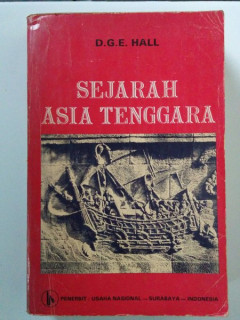 D.G.E. HALL
SEJARAH
ASIA TENGGARA
PENERBIT : USAHA NASIONAL — SURABAYA — INDONESIA